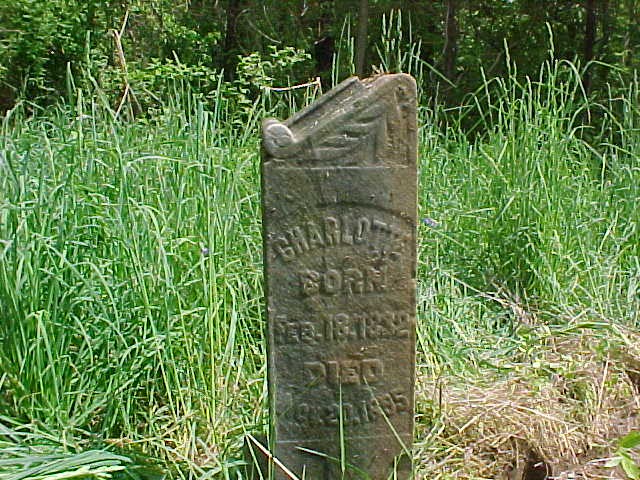 CHARLOTTE
BORN
FEB. 18. 1832
DIED
20. 1895